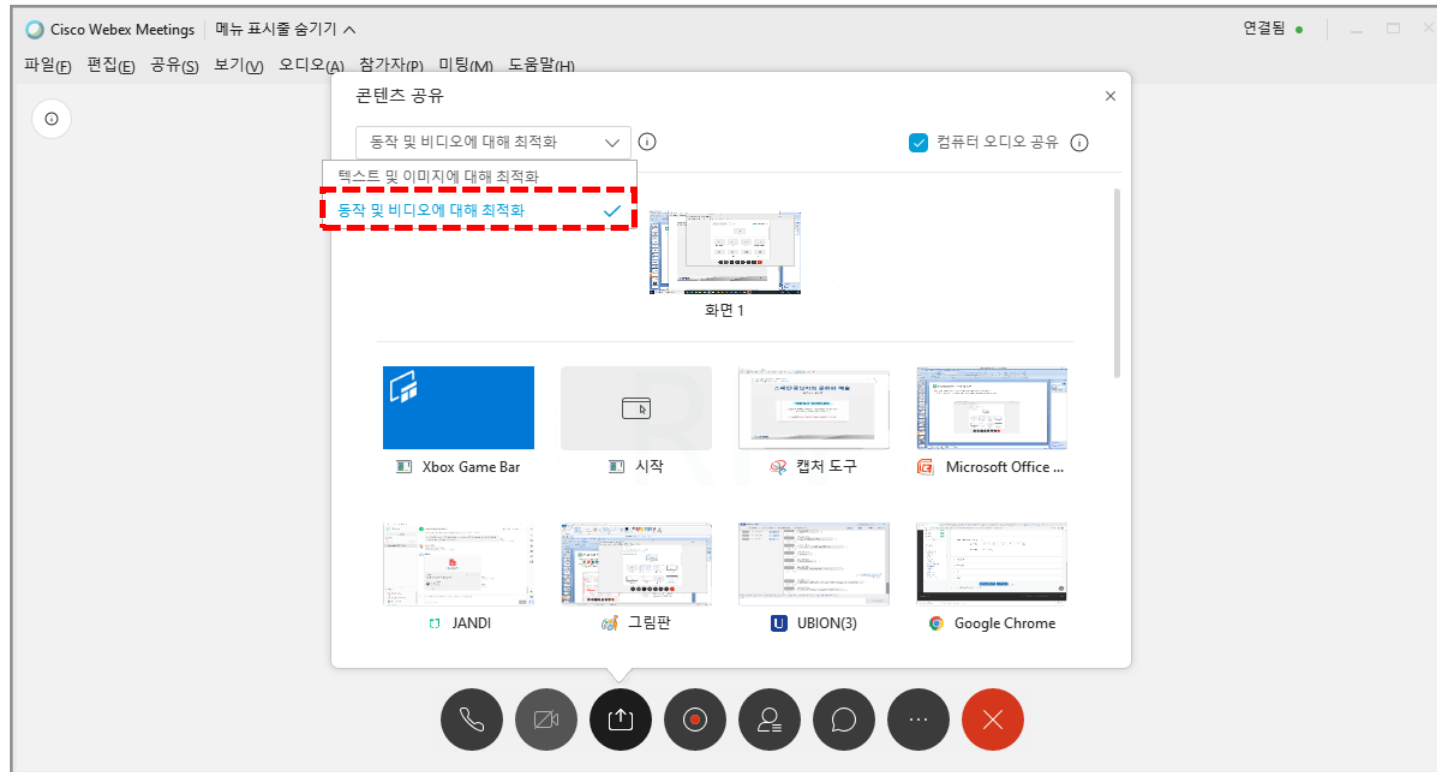 Cisco Webex Meetings 메뉴 표시줄 숨기기 연결됨
파일(F) 편집(E) 공유(S) 보기(V) 오디오(A) 참가자(P) 미팅(M) 도움말(H)
콘텐츠 공유
동작 및 비디오에 대해 최적화 컴퓨터 오디오 공유
텍스트 및 이미지에 대해 최적화
동작 및 비디오에 대해 최적화
화면 1
Xbox Game Bar 시작 캡처 도구 Microsoft Office ...
JANDI 그림판 UBION(3) Google Chrome